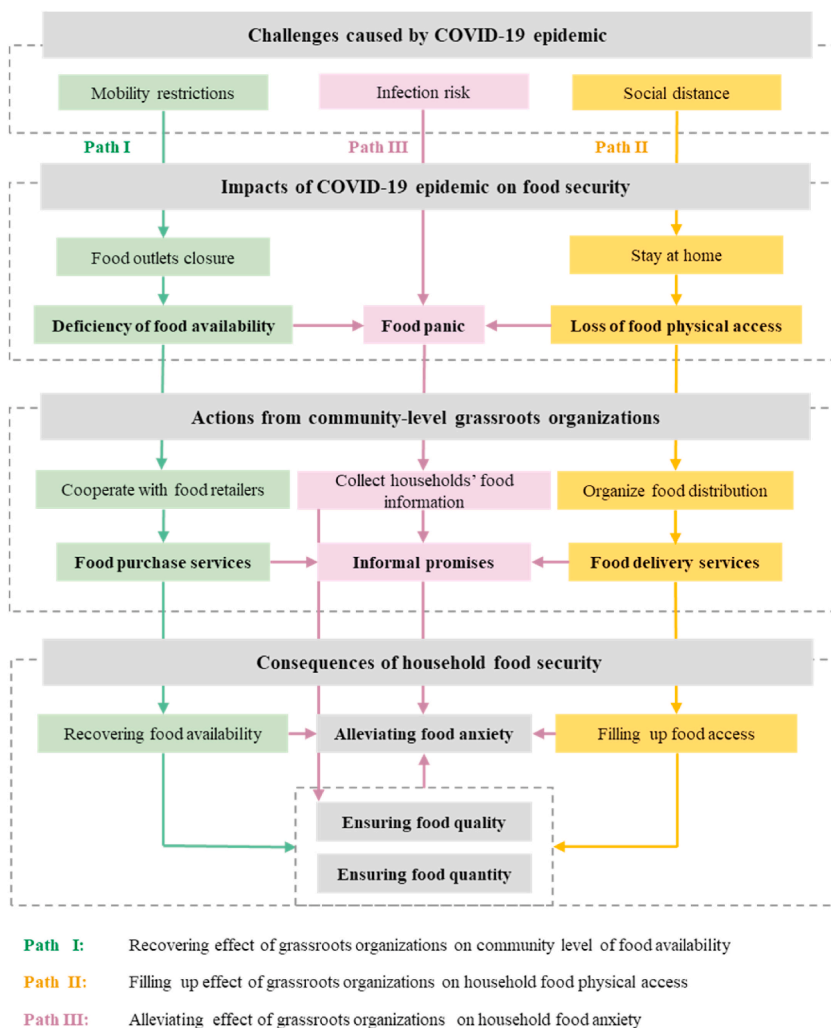 Challenges caused by COVID-19 epidemic
Mobility restrictions
Infection risk
Social distance
Path I
Path III
Path II
Impacts of COVID-19 epidemic on food security
Food outlets closure
Stay at home
Deficiency of food availability
Food panic
Loss of food physical access
Actions from community-level grassroots organizations
Cooperate with food retailers
Collect households' food
information
Organize food distribution
Food purchase services
Informal promises
Food delivery services
Consequences of household food security
Recovering food availability
Alleviating food anxiety
Filling up food access
Ensuring food quality
Ensuring food quantity
Path I: Recovering effect of grassroots organizations on community level of food availability
Path II: Filling up effect of grassroots organizations on household food physical access
Path III: Alleviating effect of grassroots organizations on household food anxiety